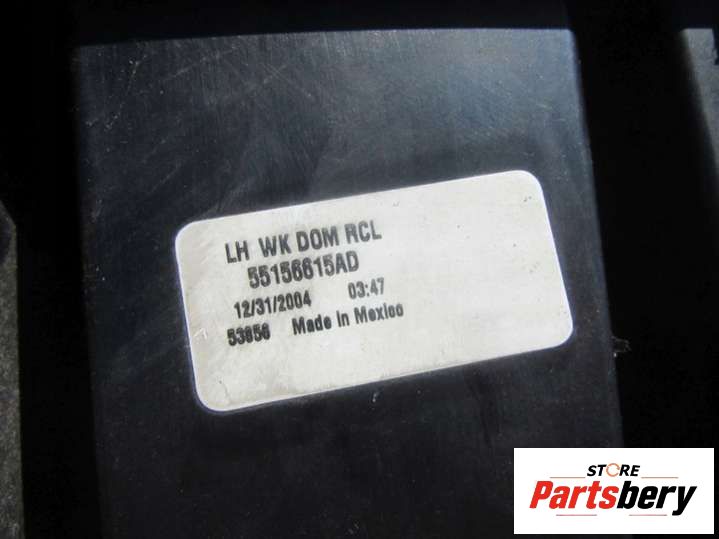 LH WK DOM RCL
55156615AD
12/31/2004 03:47
53856 Made in Mexico
STORE
Partsbery